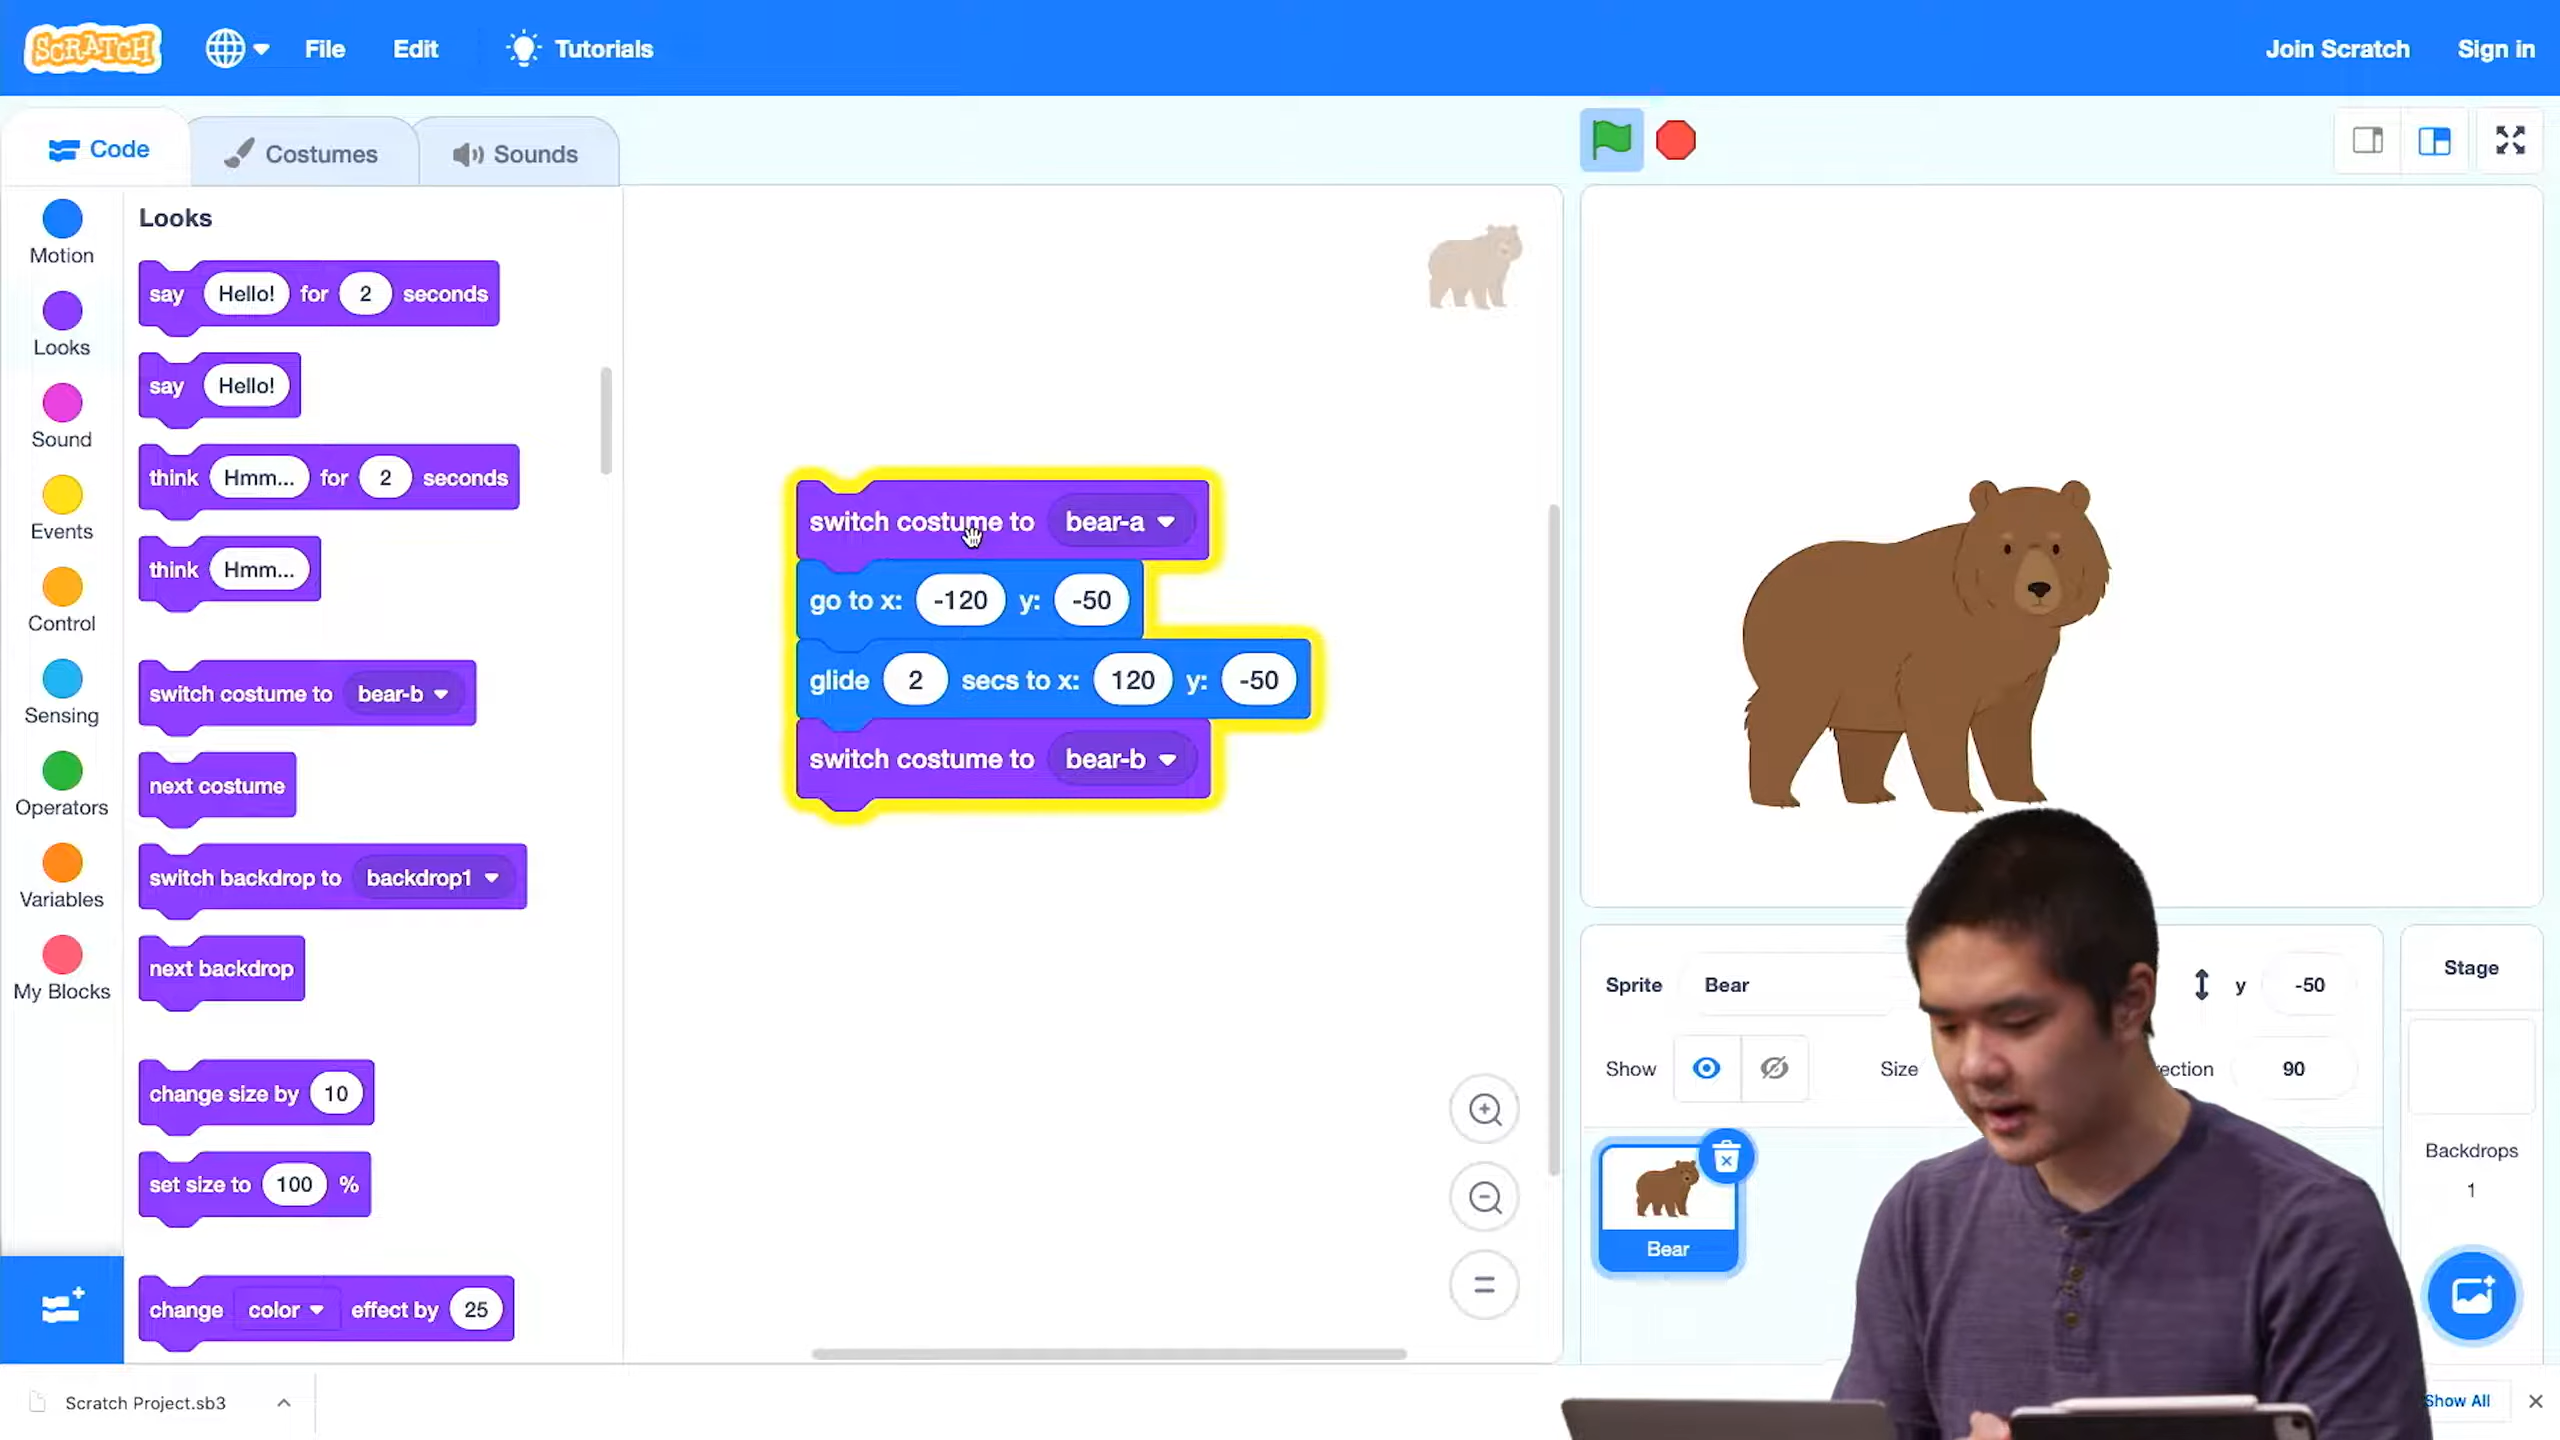 SCRATCH
File
Edit
Tutorials
Join Scratch
Sign in
Code
Costumes
Sounds
Motion
Looks
Sound
Events
Control
Sensing
Operators
Variables
My Blocks
Looks
say Hello! for 2 seconds
say Hello!
think Hmm... for 2 seconds
think Hmm...
switch costume to bear-b
next costume
switch backdrop to backdrop1
next backdrop
change size by 10
set size to 100 %
change color effect by 25
switch costume to bear-a
go to x: -120 y: -50
glide 2 secs to x: 120 y: -50
switch costume to bear-b
Sprite Bear
y -50
Show
Size
ection 90
Bear
Stage
Backdrops
1
Scratch Project.sb3
Show All